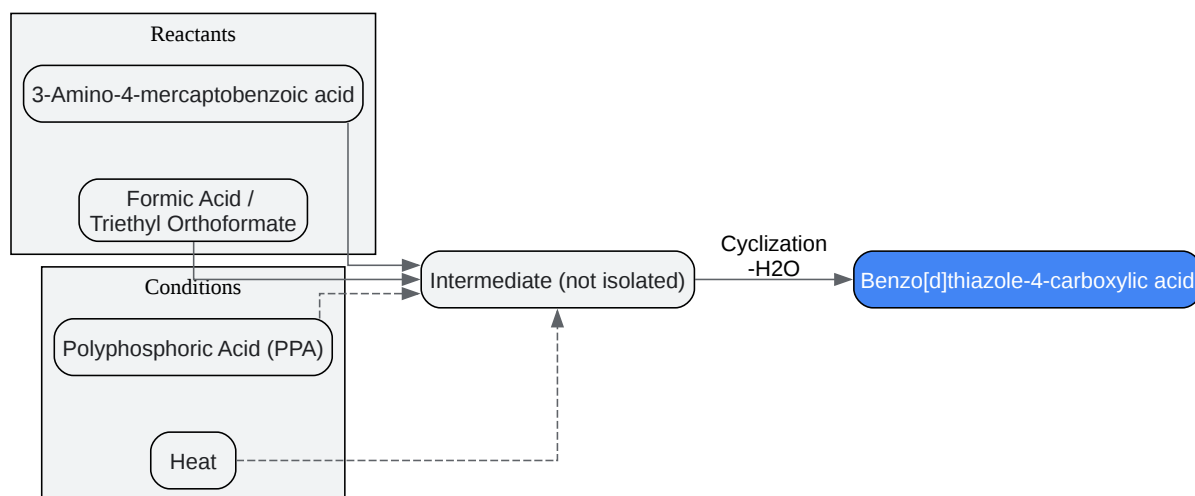 Reactants
3-Amino-4-mercaptobenzoic acid
Formic Acid /
Triethyl Orthoformate
Conditions
Polyphosphoric Acid (PPA)
Heat
Intermediate (not isolated)
Cyclization
-H2O
Benzo[d]thiazole-4-carboxylic acid